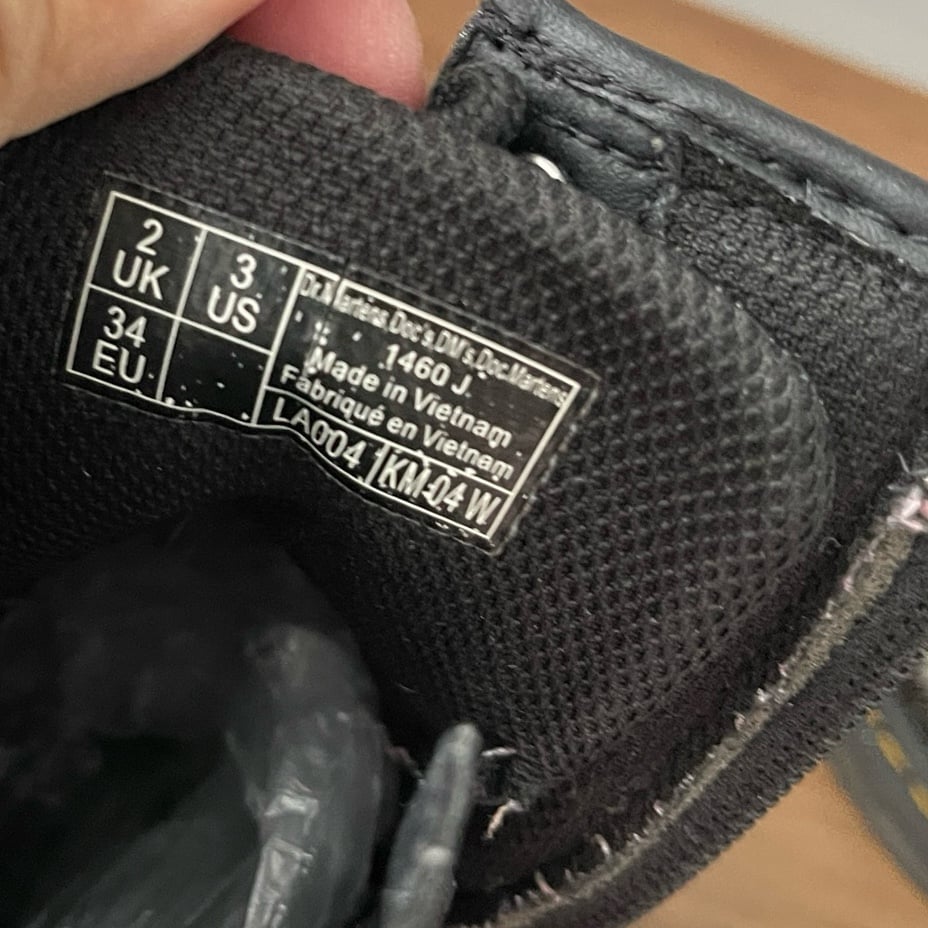 2
UK
3
US
34
EU
Dr.Martens,Doc's,DM's,Doc Martens
1460 J.
Made in Vietnam
Fabriqué en Vietnam
LA004
KM-04 W